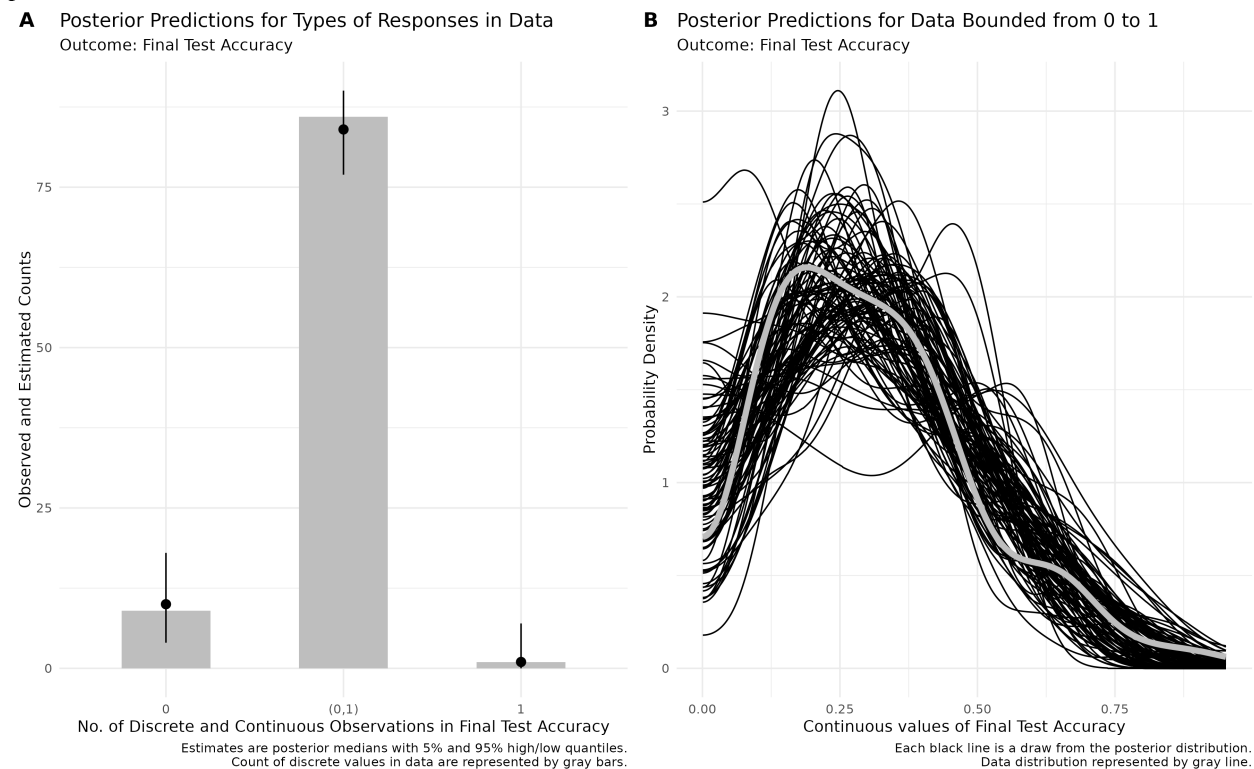 A Posterior Predictions for Types of Responses in Data
Outcome: Final Test Accuracy
Observed and Estimated Counts
75
50
25
0
0 (0,1) 1
No. of Discrete and Continuous Observations in Final Test Accuracy
Estimates are posterior medians with 5% and 95% high/low quantiles.
Count of discrete values in data are represented by gray bars.
B Posterior Predictions for Data Bounded from 0 to 1
Outcome: Final Test Accuracy
Probability Density
3
2
1
0
0.00 0.25 0.50 0.75
Continuous values of Final Test Accuracy
Each black line is a draw from the posterior distribution.
Data distribution represented by gray line.